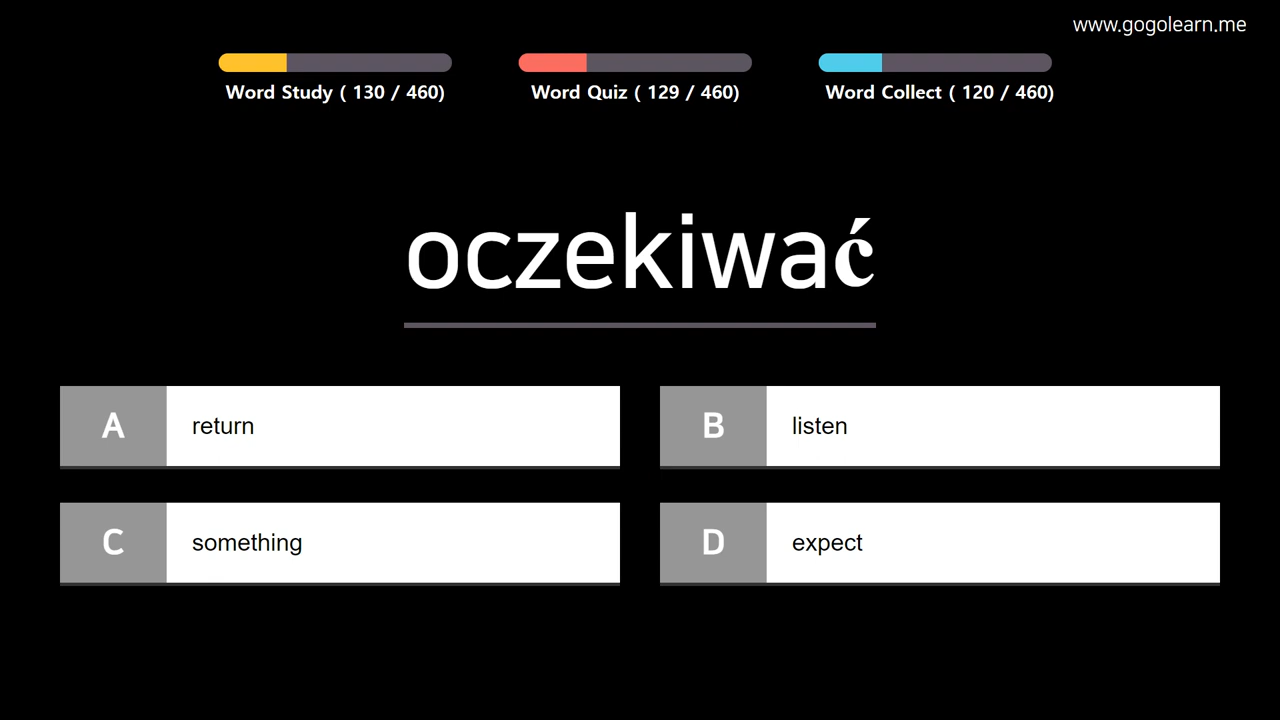 www.gogolearn.me
Word Study ( 130 / 460)
Word Quiz ( 129 / 460)
Word Collect ( 120 / 460)
oczekiwać
A return
B listen
C something
D expect